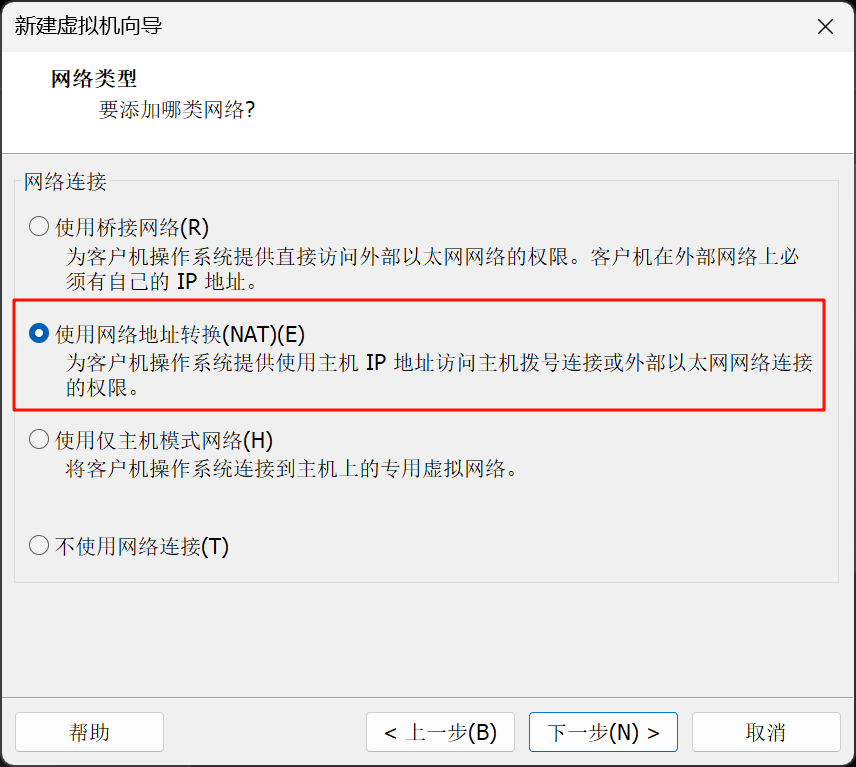 新建虚拟机向导
网络类型
要添加哪类网络?
网络连接
使用桥接网络(R)
为客户机操作系统提供直接访问外部以太网网络的权限。客户机在外部网络上必
须有自己的 IP 地址。
使用网络地址转换(NAT)(E)
为客户机操作系统提供使用主机 IP 地址访问主机拨号连接或外部以太网网络连接
的权限。
使用仅主机模式网络(H)
将客户机操作系统连接到主机上的专用虚拟网络。
不使用网络连接(T)
帮助
< 上一步(B)
下一步(N) >
取消